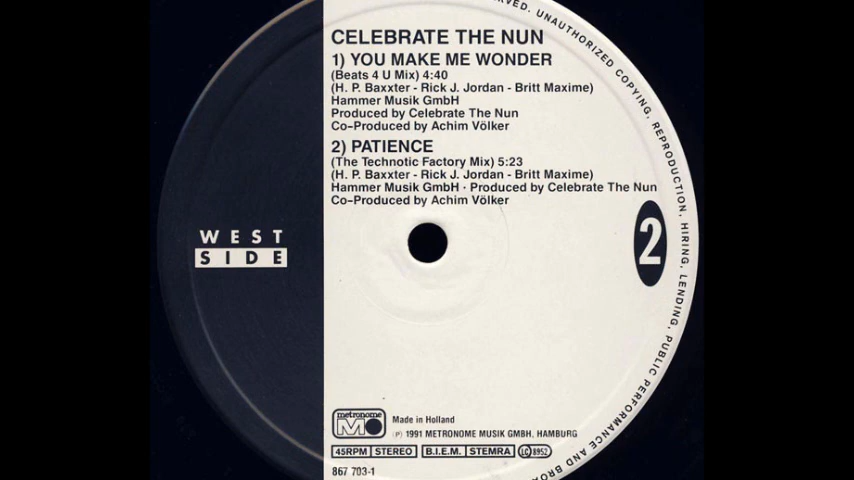 CELEBRATE THE NUN
1) YOU MAKE ME WONDER
(Beats 4 U Mix) 4:40
(H. P. Baxxter - Rick J. Jordan - Britt Maxime)
Hammer Musik GmbH
Produced by Celebrate The Nun
Co-Produced by Achim Völker
2) PATIENCE
(The Technotic Factory Mix) 5:23
(H. P. Baxxter - Rick J. Jordan - Britt Maxime)
Hammer Musik GmbH · Produced by Celebrate The Nun
Co-Produced by Achim Völker
WEST
SIDE
2
metronome
Made in Holland
℗ 1991 METRONOME MUSIK GMBH, HAMBURG
45RPM STEREO B.I.E.M. STEMRA LC 8952
867 703-1
UNAUTHORIZED COPYING, REPRODUCTION, HIRING, LENDING, PUBLIC PERFORMANCE AND